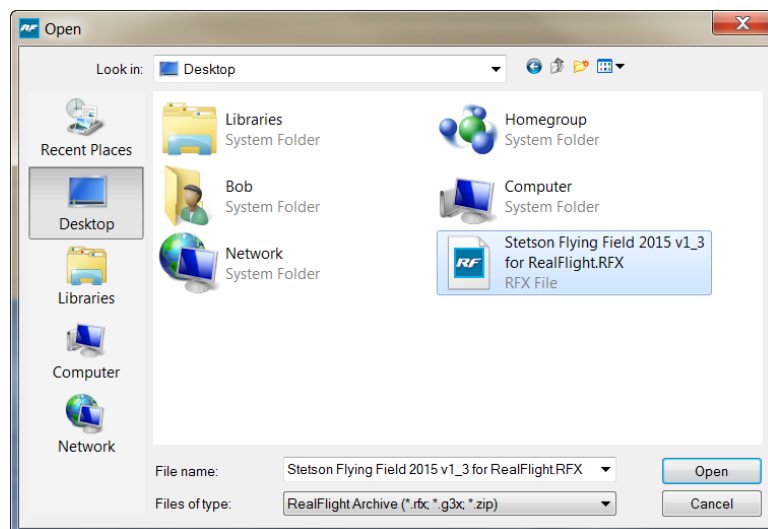 RF Open
Look in:
Desktop
Recent Places
Desktop
Libraries
Computer
Network
Libraries
System Folder
Homegroup
System Folder
Bob
System Folder
Computer
System Folder
Network
System Folder
RF
Stetson Flying Field 2015 v1_3
for RealFlight.RFX
RFX File
File name:
Stetson Flying Field 2015 v1_3 for RealFlight.RFX
Open
Files of type:
RealFlight Archive (*.rfx; *.g3x; *.zip)
Cancel